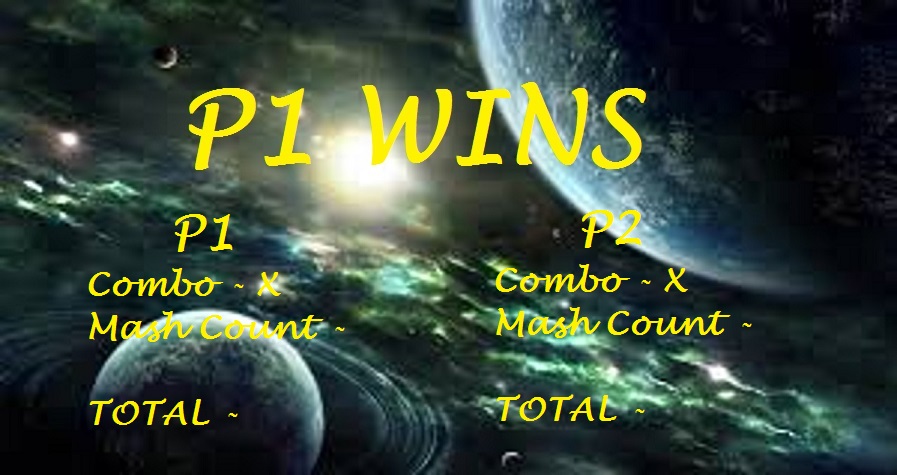 P1 WINS
P1
Combo ~ X
Mash Count ~
TOTAL ~
P2
Combo ~ X
Mash Count ~
TOTAL ~